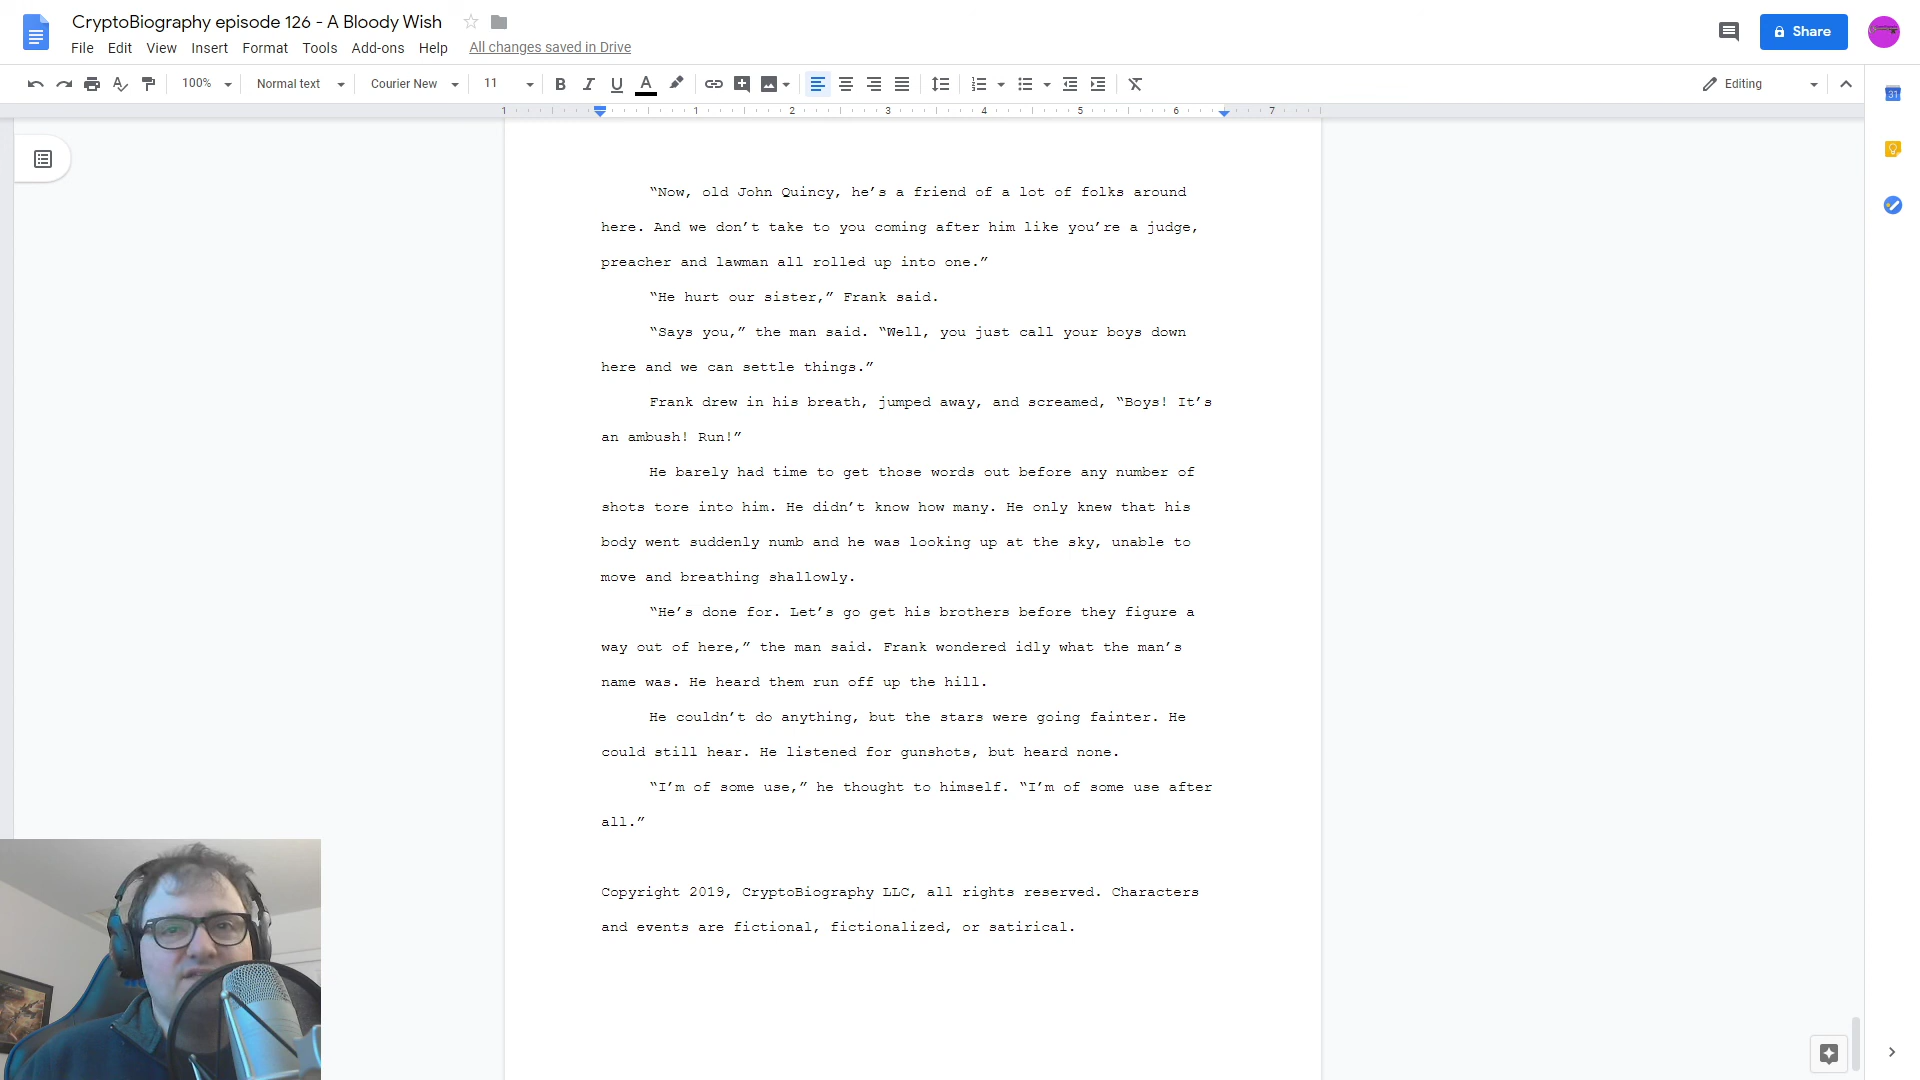 CryptoBiography episode 126 - A Bloody Wish
File Edit View Insert Format Tools Add-ons Help All changes saved in Drive
Share
100% Normal text Courier New 11 B I U A Editing
1 1 2 3 4 5 6 7
31
“Now, old John Quincy, he’s a friend of a lot of folks around
here. And we don’t take to you coming after him like you’re a judge,
preacher and lawman all rolled up into one.”
“He hurt our sister,” Frank said.
“Says you,” the man said. “Well, you just call your boys down
here and we can settle things.”
Frank drew in his breath, jumped away, and screamed, “Boys! It’s
an ambush! Run!”
He barely had time to get those words out before any number of
shots tore into him. He didn’t know how many. He only knew that his
body went suddenly numb and he was looking up at the sky, unable to
move and breathing shallowly.
“He’s done for. Let’s go get his brothers before they figure a
way out of here,” the man said. Frank wondered idly what the man’s
name was. He heard them run off up the hill.
He couldn’t do anything, but the stars were going fainter. He
could still hear. He listened for gunshots, but heard none.
“I’m of some use,” he thought to himself. “I’m of some use after
all.”
Copyright 2019, CryptoBiography LLC, all rights reserved. Characters
and events are fictional, fictionalized, or satirical.